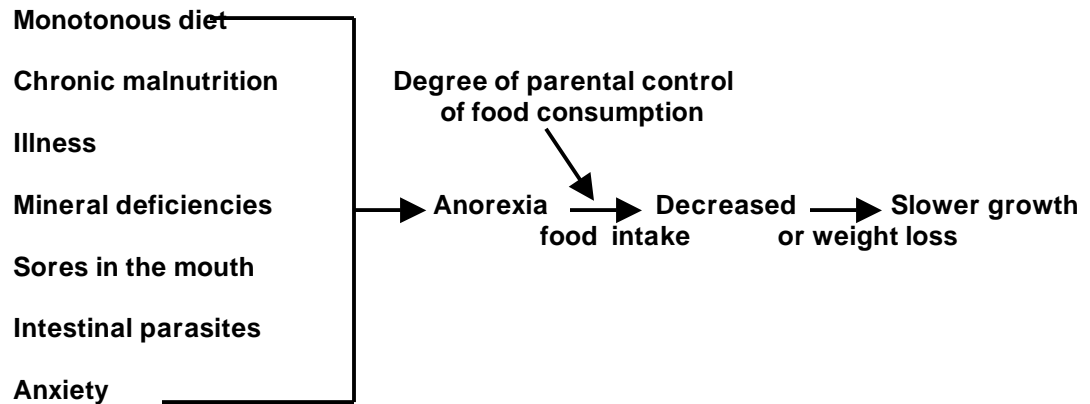 Monotonous diet
Chronic malnutrition
Degree of parental control
of food consumption
Illness
Mineral deficiencies
Anorexia
Decreased
Slower growth
food intake
or weight loss
Sores in the mouth
Intestinal parasites
Anxiety